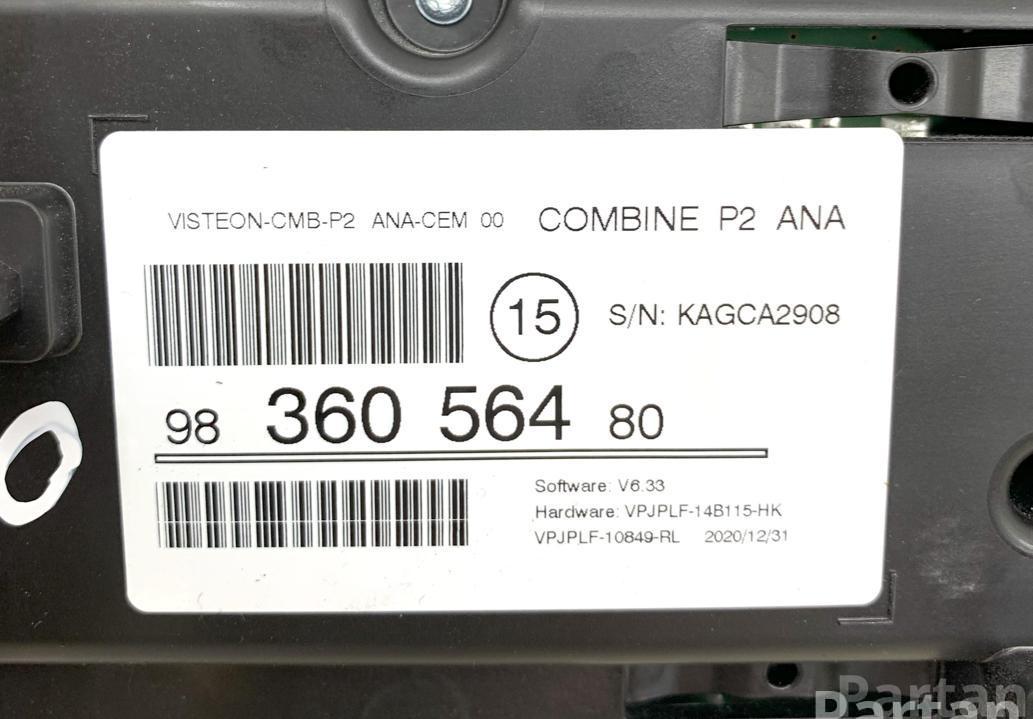 VISTEON-CMB-P2 ANA-CEM 00 COMBINE P2 ANA
15 S/N: KAGCA2908
98 360 564 80
Software: V6.33
Hardware: VPJPLF-14B115-HK
VPJPLF-10849-RL 2020/12/31
Partan
Partan